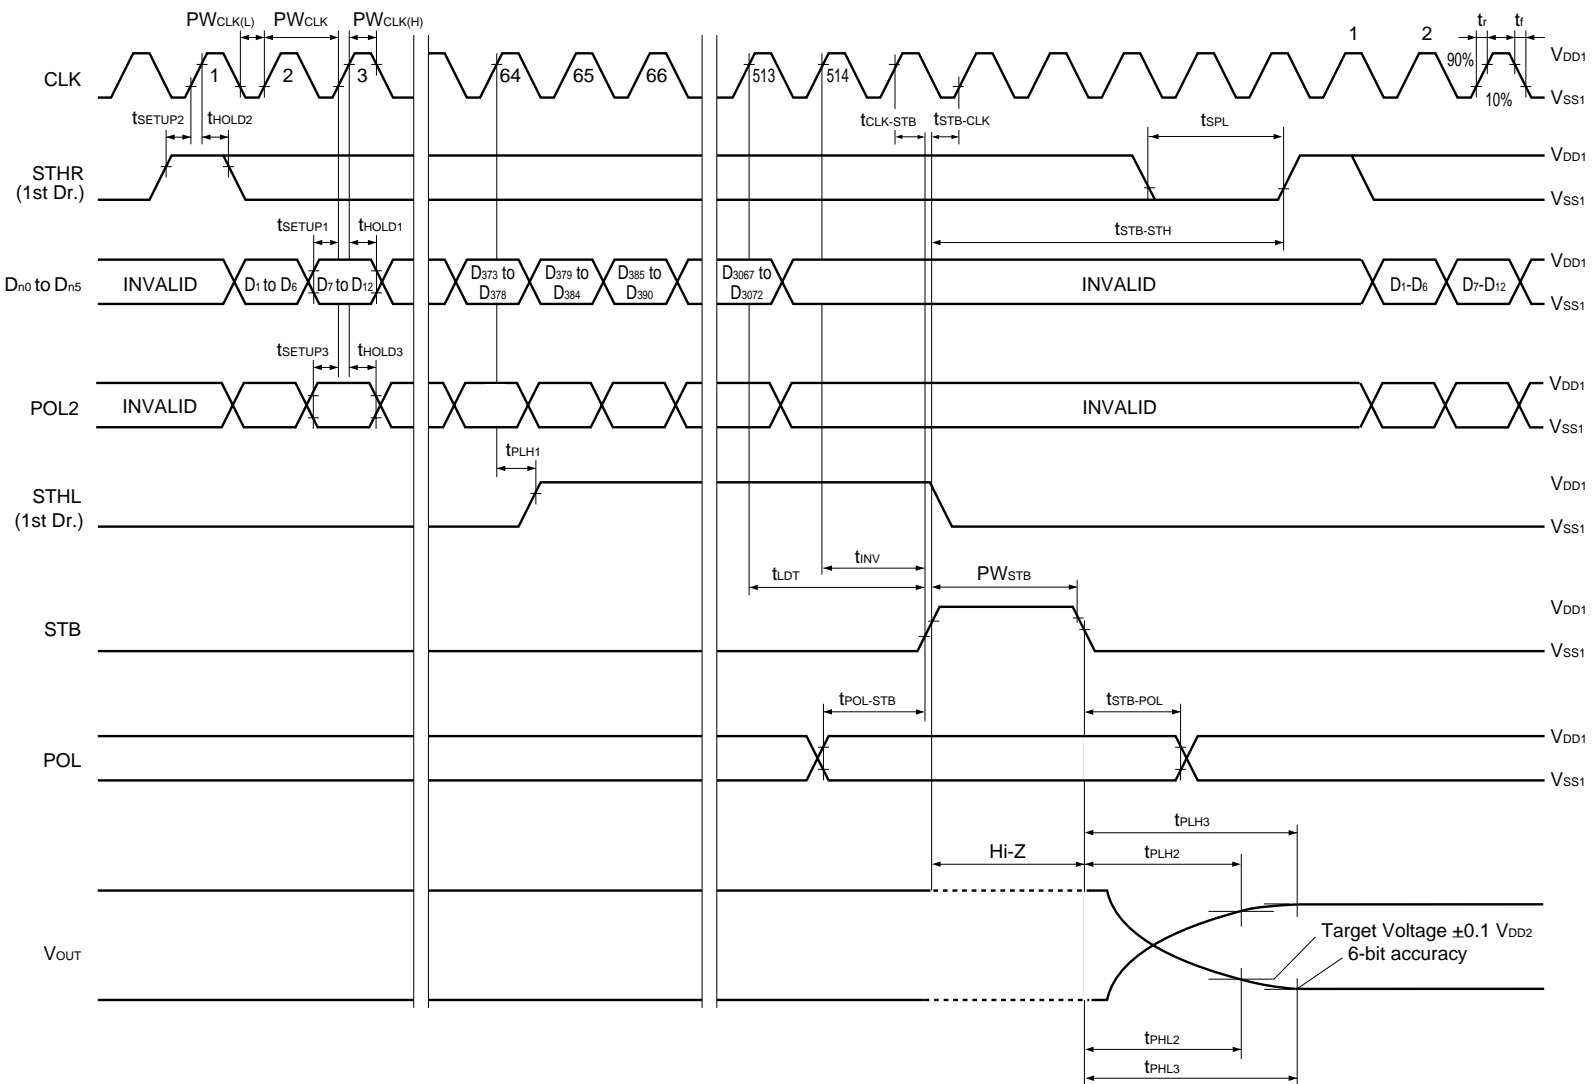 PWCLK(L) PWCLK PWCLK(H) 1 2 tr tf
CLK 1 2 3 64 65 66 513 514 90% 10% VDD1
VSS1
tSETUP2 tHOLD2 tCLK-STB tSTB-CLK tSPL
STHR
(1st Dr.)
VDD1
VSS1
tSETUP1 tHOLD1 tSTB-STH
Dn0 to Dn5 INVALID D1 to D6 D7 to D12 D373 to D378 D379 to D384 D385 to D390 D3067 to D3072 INVALID D1-D6 D7-D12 VDD1
VSS1
tSETUP3 tHOLD3
POL2 INVALID INVALID VDD1
VSS1
tPLH1
STHL
(1st Dr.)
VDD1
VSS1
tINV
tLDT PWSTB
STB VDD1
VSS1
tPOL-STB tSTB-POL
POL VDD1
VSS1
tPLH3
Hi-Z tPLH2
VOUT
Target Voltage ±0.1 VDD2
6-bit accuracy
tPHL2
tPHL3